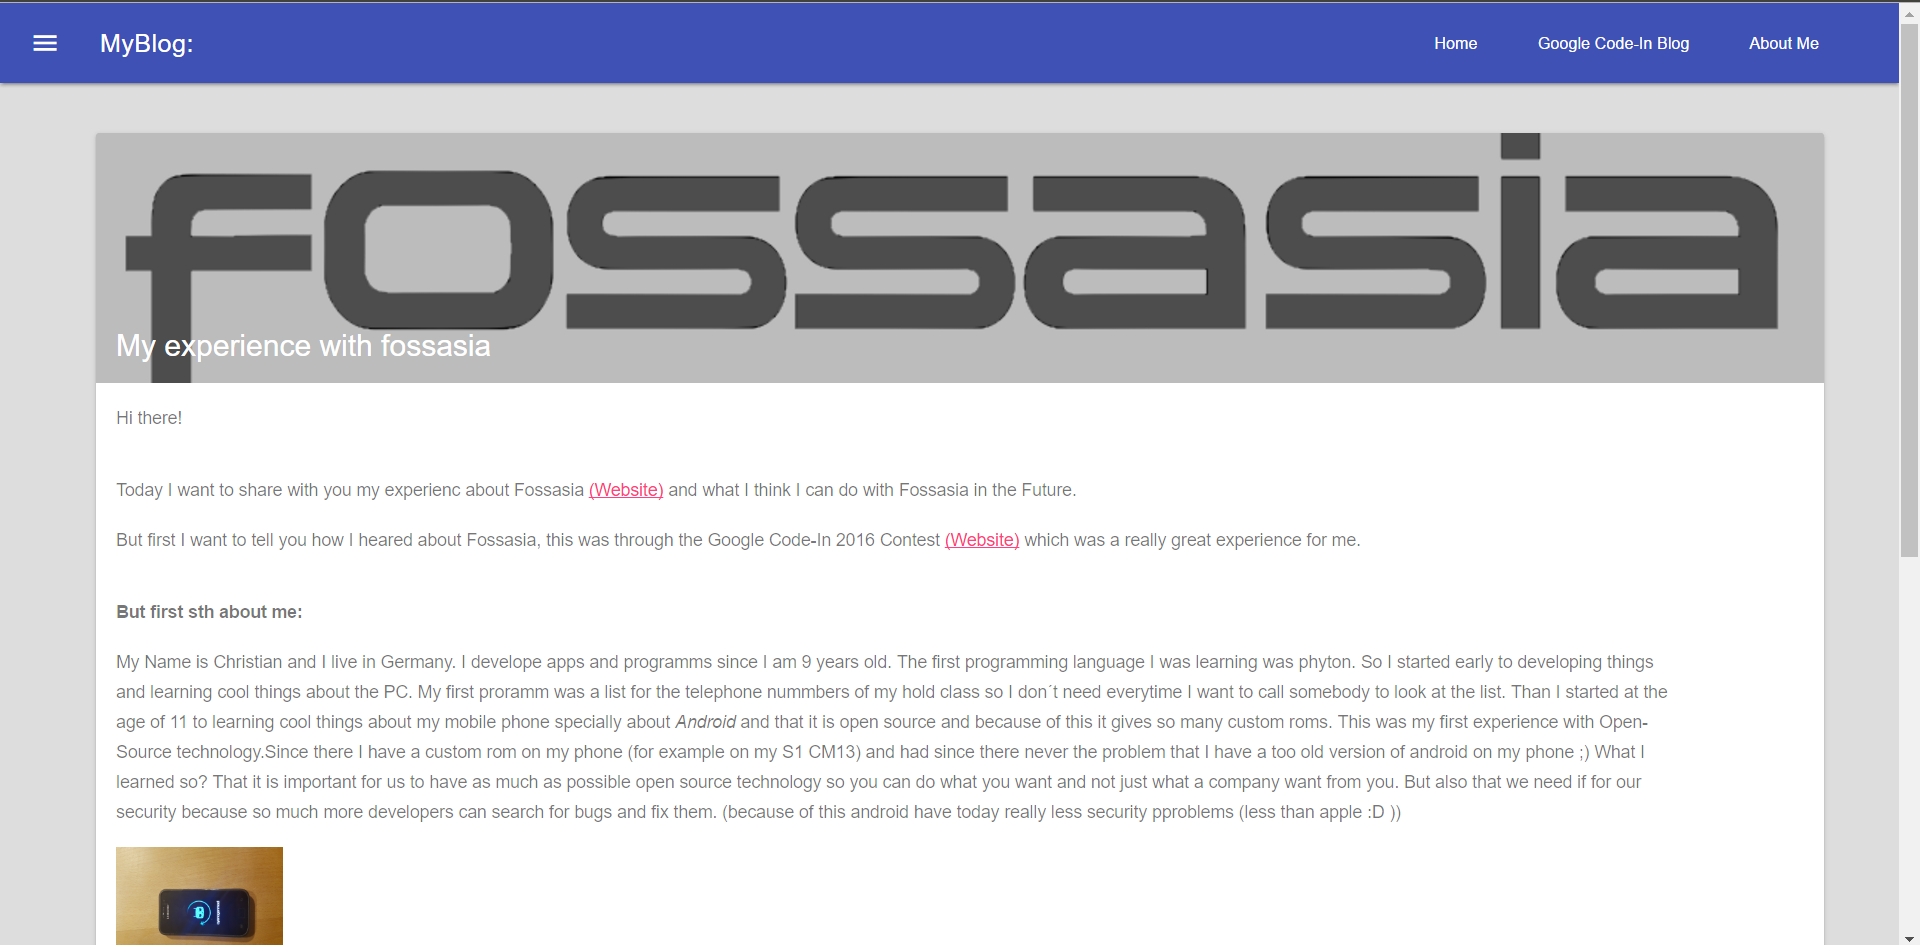 MyBlog:
Home
Google Code-In Blog
About Me
fossasia
My experience with fossasia
Hi there!
Today I want to share with you my experienc about Fossasia (Website) and what I think I can do with Fossasia in the Future.
But first I want to tell you how I heared about Fossasia, this was through the Google Code-In 2016 Contest (Website) which was a really great experience for me.
But first sth about me:
My Name is Christian and I live in Germany. I develope apps and programms since I am 9 years old. The first programming language I was learning was phyton. So I started early to developing things
and learning cool things about the PC. My first proramm was a list for the telephone nummbers of my hold class so I don´t need everytime I want to call somebody to look at the list. Than I started at the
age of 11 to learning cool things about my mobile phone specially about Android and that it is open source and because of this it gives so many custom roms. This was my first experience with Open-
Source technology.Since there I have a custom rom on my phone (for example on my S1 CM13) and had since there never the problem that I have a too old version of android on my phone ;) What I
learned so? That it is important for us to have as much as possible open source technology so you can do what you want and not just what a company want from you. But also that we need if for our
security because so much more developers can search for bugs and fix them. (because of this android have today really less security pproblems (less than apple :D ))